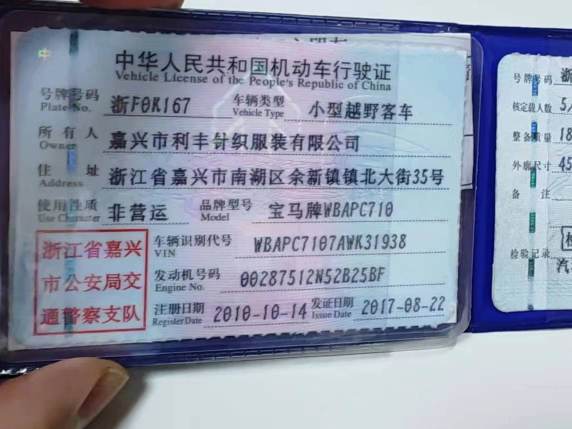 中华人民共和国机动车行驶证
Vehicle License of the People's Republic of China
号牌号码 浙F0K167 车辆类型 小型越野客车
Plate No. Vehicle Type
所有人 嘉兴市利丰针织服装有限公司
Owner
住址 浙江省嘉兴市南湖区余新镇镇北大街35号
Address
使用性质 非营运 品牌型号 宝马牌WBAPC710
Use Character Model
浙江省嘉兴
市公安局交
通警察支队
车辆识别代号 WBAPC7107AWK31938
VIN
发动机号码 00287512N52B25BF
Engine No.
注册日期 2010-10-14 发证日期 2017-08-22
Register Date Issue Date
号牌号码 浙
核定载人数 5人
整备质量 18
外廓尺寸 45
备注
检验记录